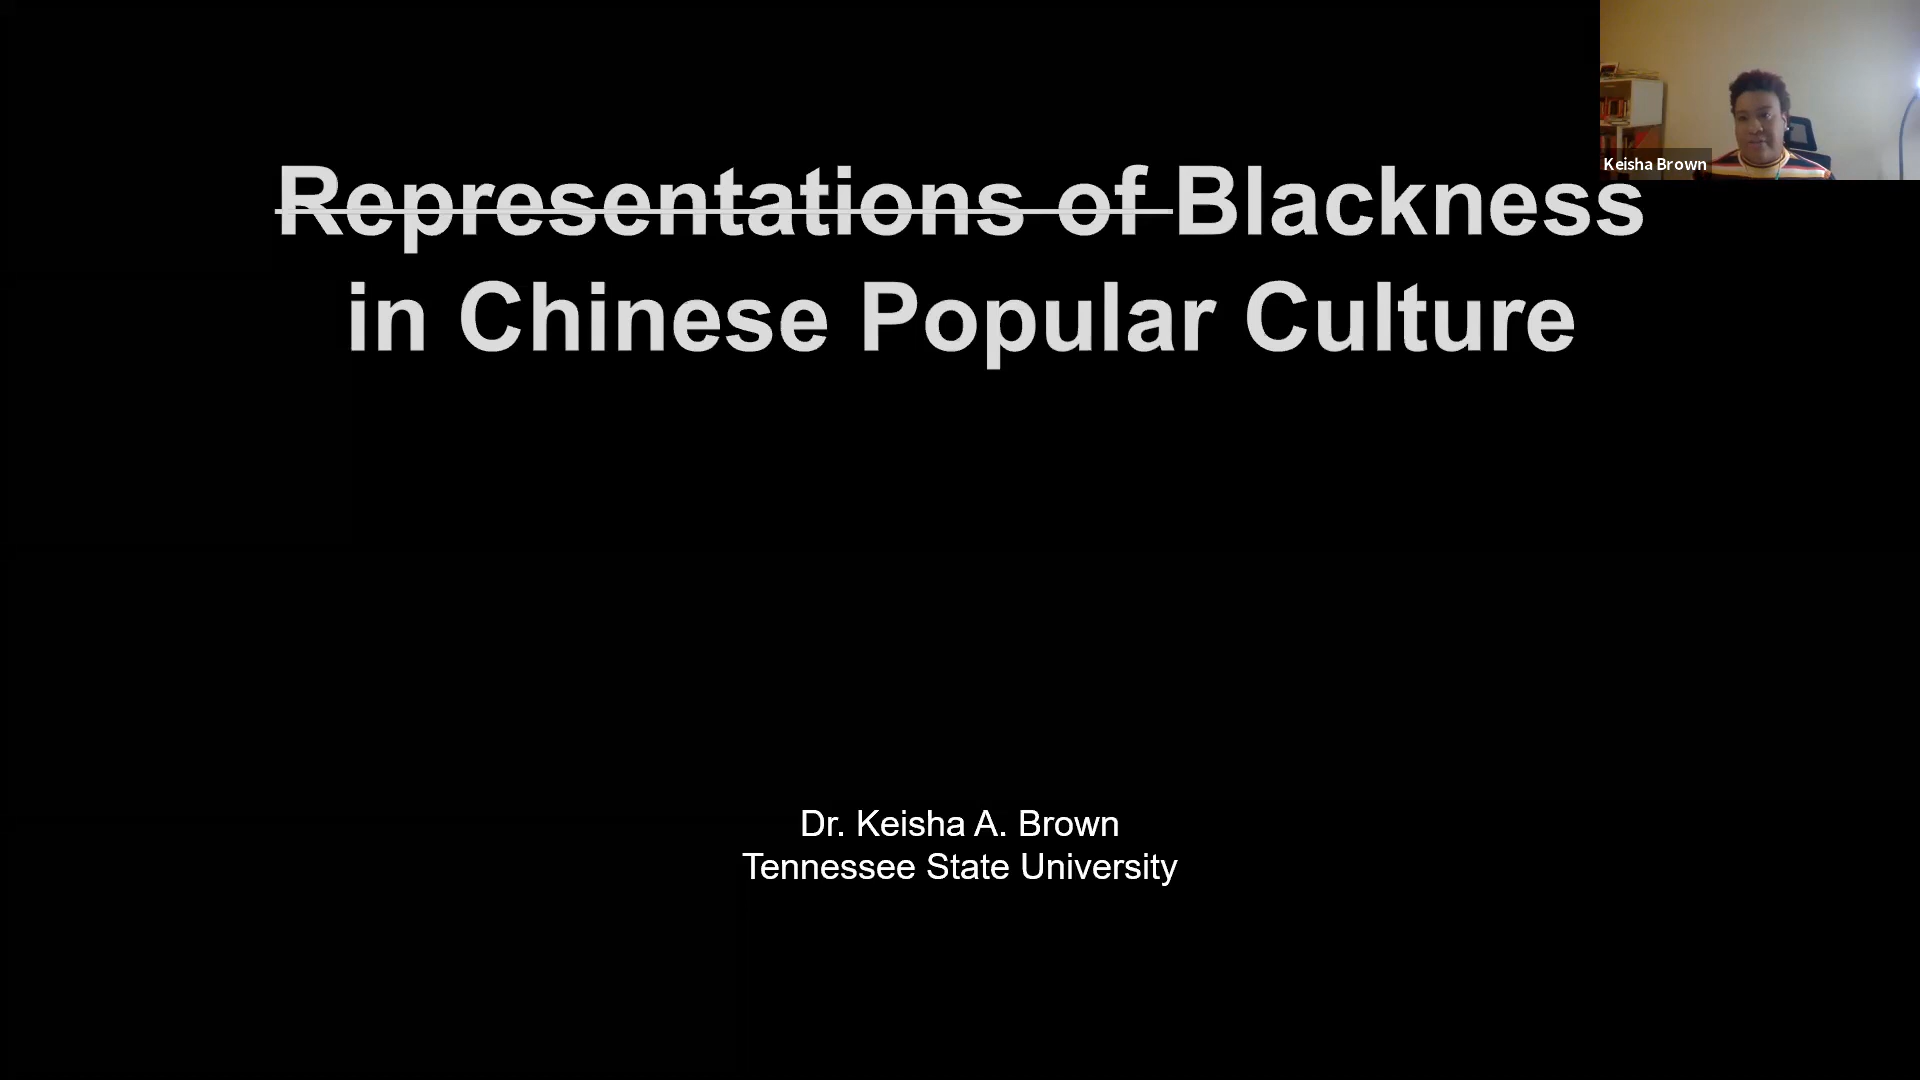 Keisha Brown
Representations of Blackness
in Chinese Popular Culture
Dr. Keisha A. Brown
Tennessee State University